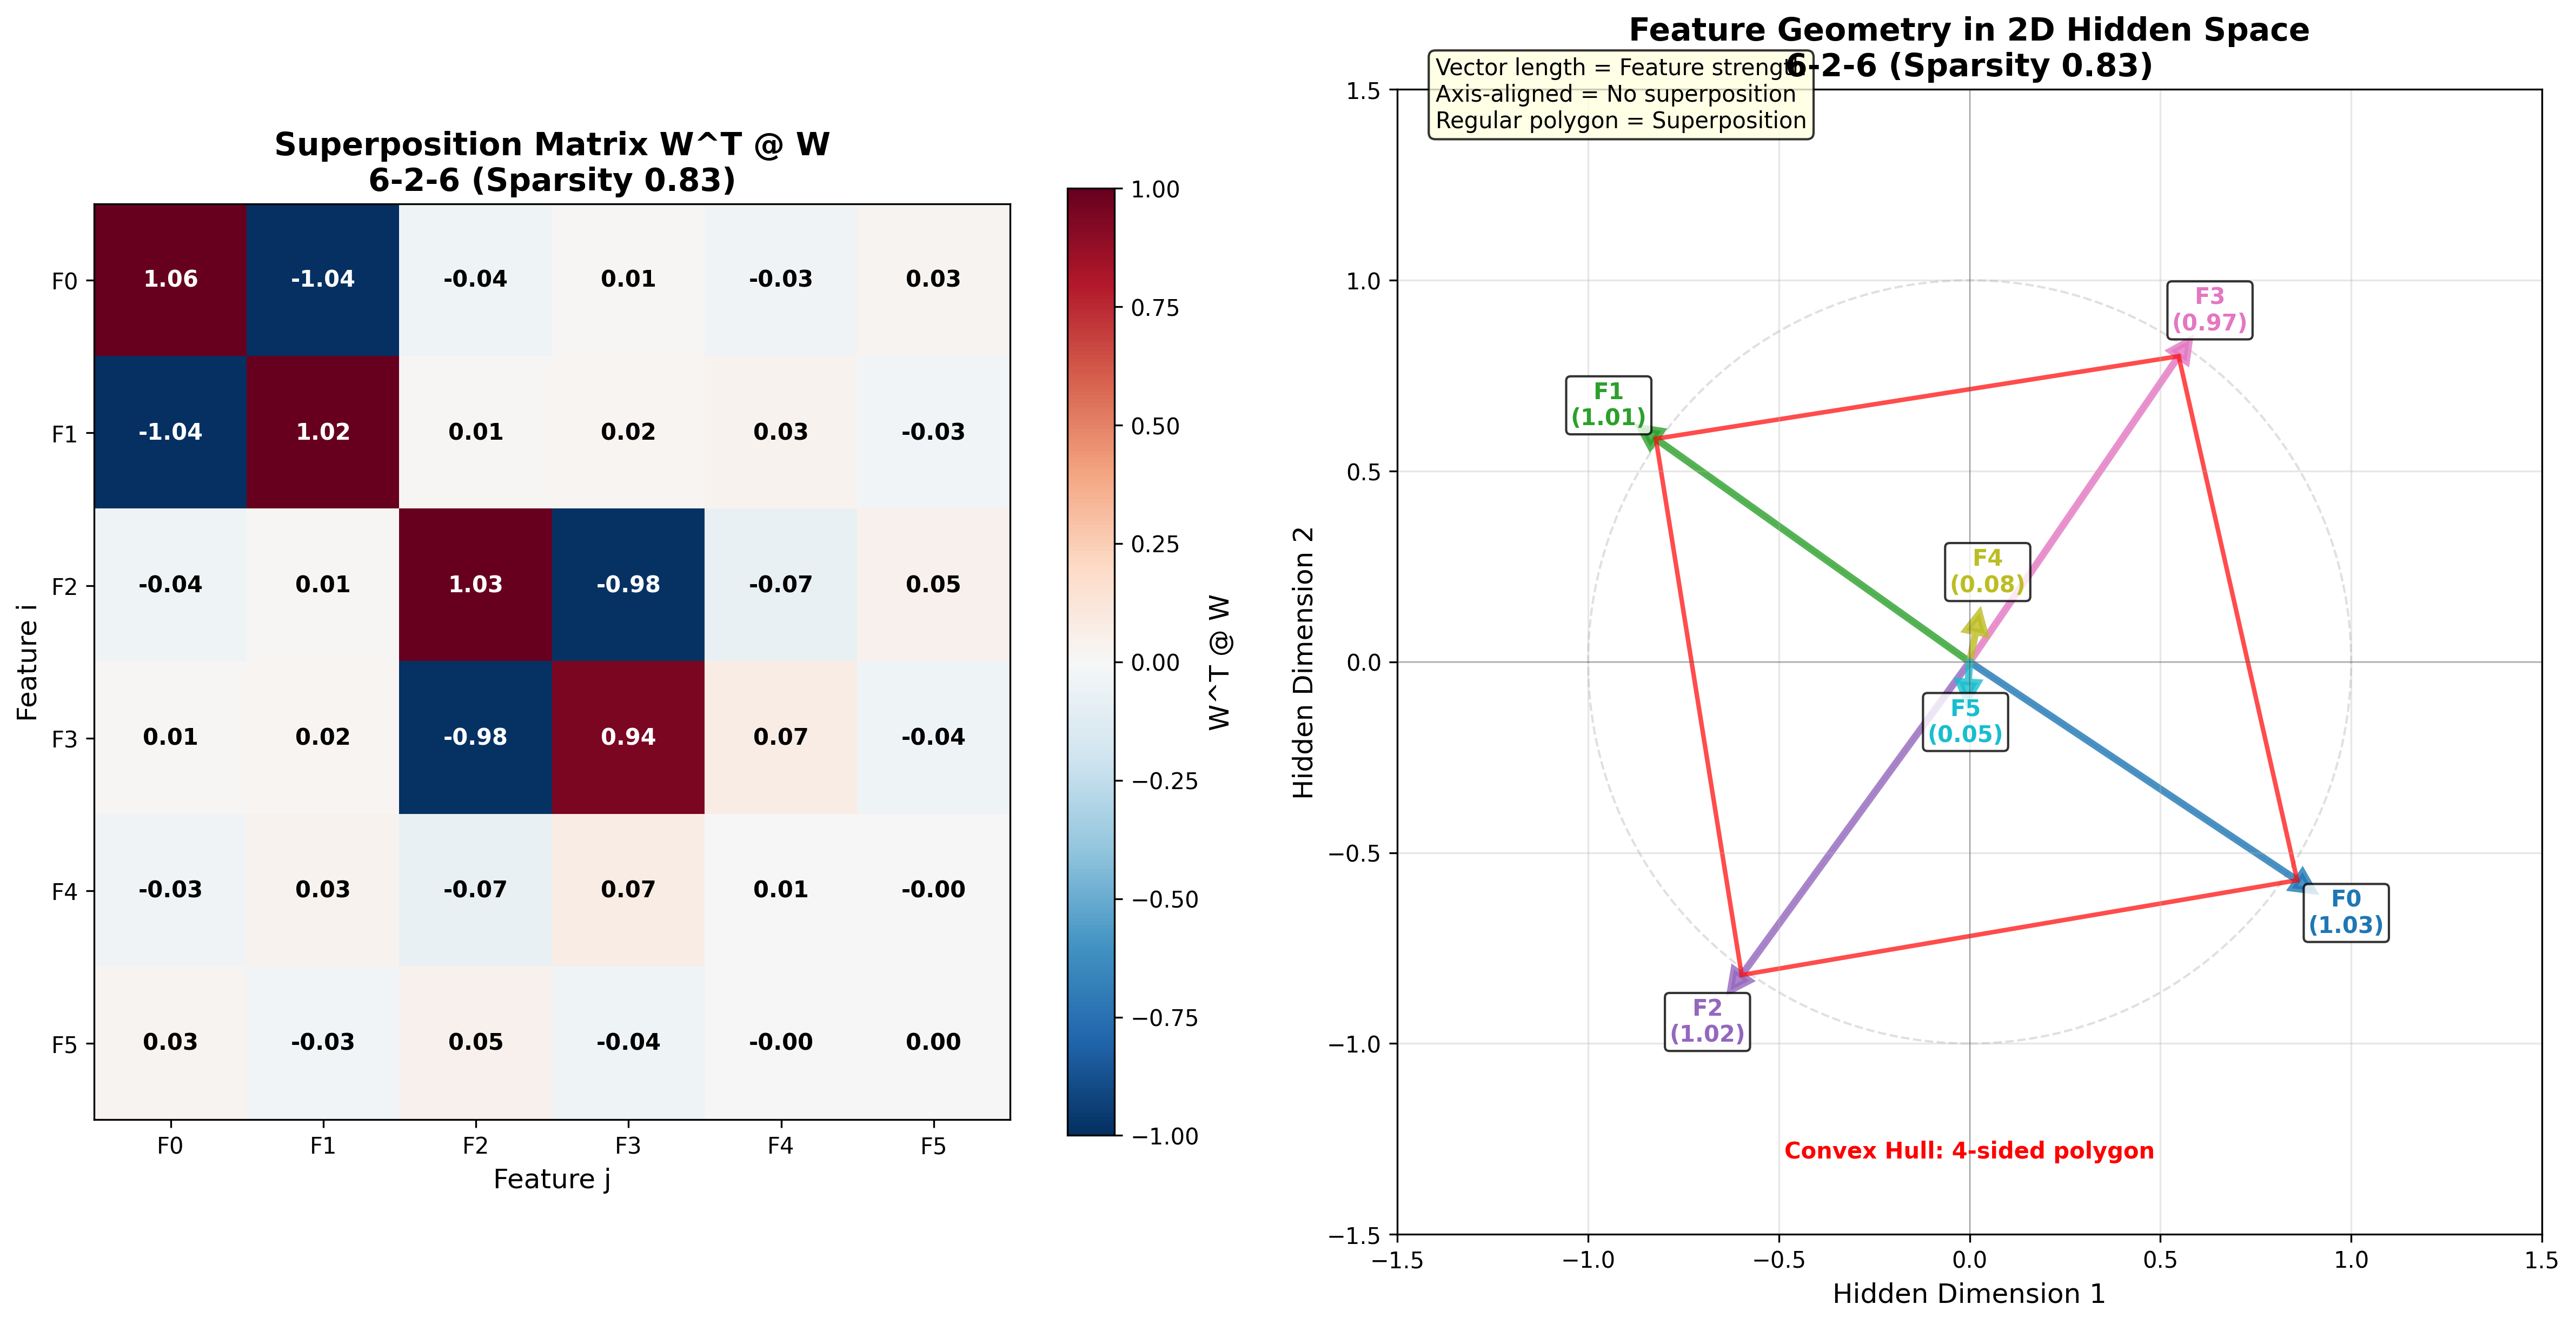 Superposition Matrix W^T @ W
6-2-6 (Sparsity 0.83)
F0
1.06 -1.04 -0.04 0.01 -0.03 0.03
F1
-1.04 1.02 0.01 0.02 0.03 -0.03
F2
-0.04 0.01 1.03 -0.98 -0.07 0.05
F3
0.01 0.02 -0.98 0.94 0.07 -0.04
F4
-0.03 0.03 -0.07 0.07 0.01 -0.00
F5
0.03 -0.03 0.05 -0.04 -0.00 0.00
F0 F1 F2 F3 F4 F5
Feature j
Feature i
1.00
0.75
0.50
0.25
0.00
−0.25
−0.50
−0.75
−1.00
W^T @ W
Feature Geometry in 2D Hidden Space
6-2-6 (Sparsity 0.83)
Vector length = Feature strength
Axis-aligned = No superposition
Regular polygon = Superposition
1.5
1.0
0.5
0.0
−0.5
−1.0
−1.5
Hidden Dimension 2
F3
(0.97)
F1
(1.01)
F4
(0.08)
F5
(0.05)
F0
(1.03)
F2
(1.02)
Convex Hull: 4-sided polygon
−1.5 −1.0 −0.5 0.0 0.5 1.0 1.5
Hidden Dimension 1